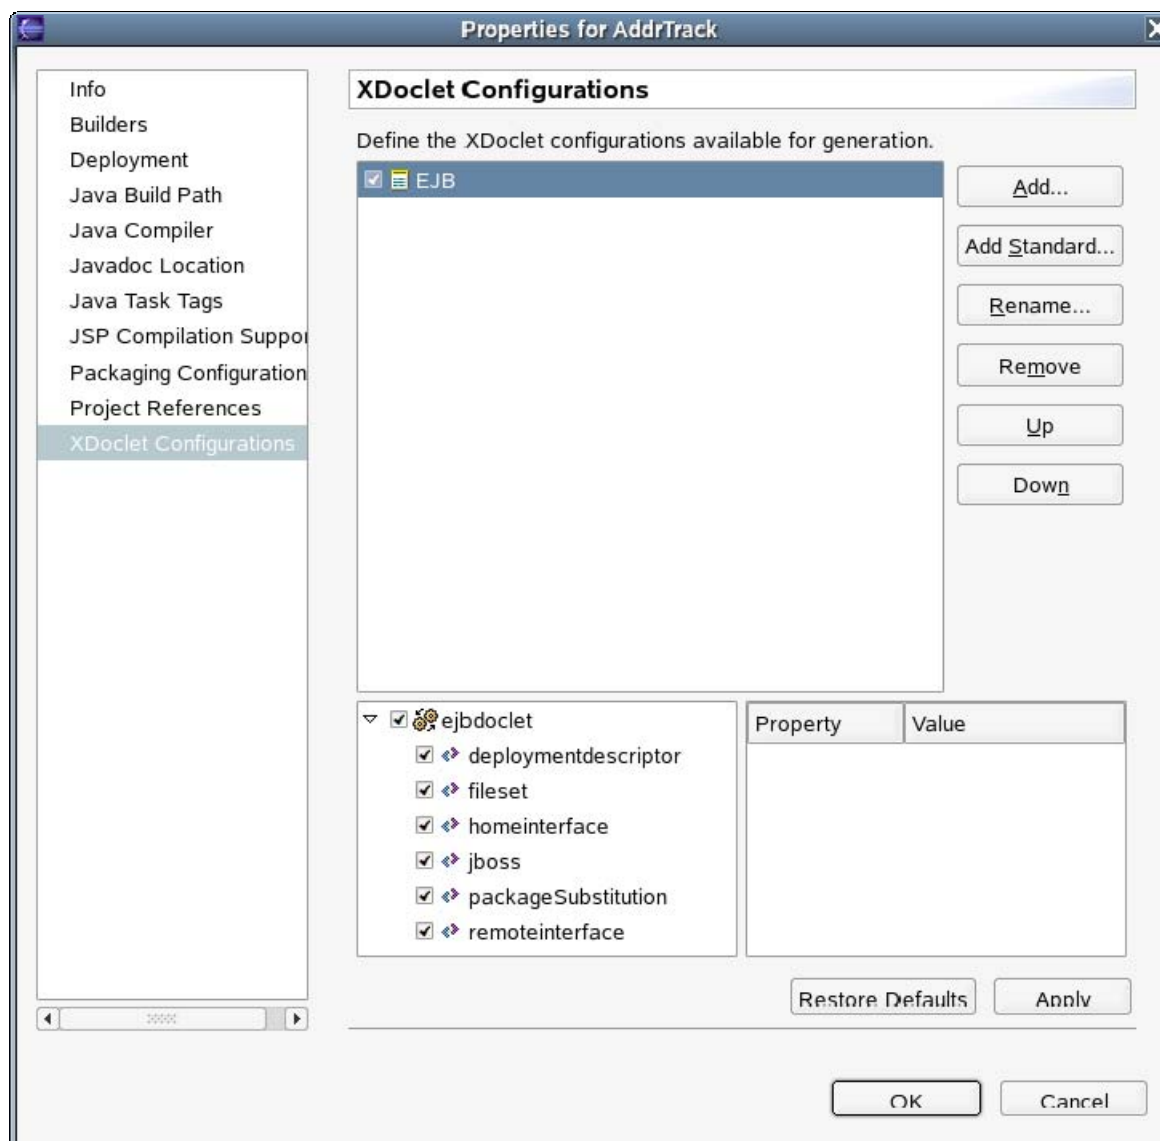 Properties for AddrTrack
Info
Builders
Deployment
Java Build Path
Java Compiler
Javadoc Location
Java Task Tags
JSP Compilation Suppor
Packaging Configuration
Project References
XDoclet Configurations
XDoclet Configurations
Define the XDoclet configurations available for generation.
EJB
Add...
Add Standard...
Rename...
Remove
Up
Down
ejbdoclet
deploymentdescriptor
fileset
homeinterface
jboss
packageSubstitution
remoteinterface
Property Value
Restore Defaults Apply
OK Cancel